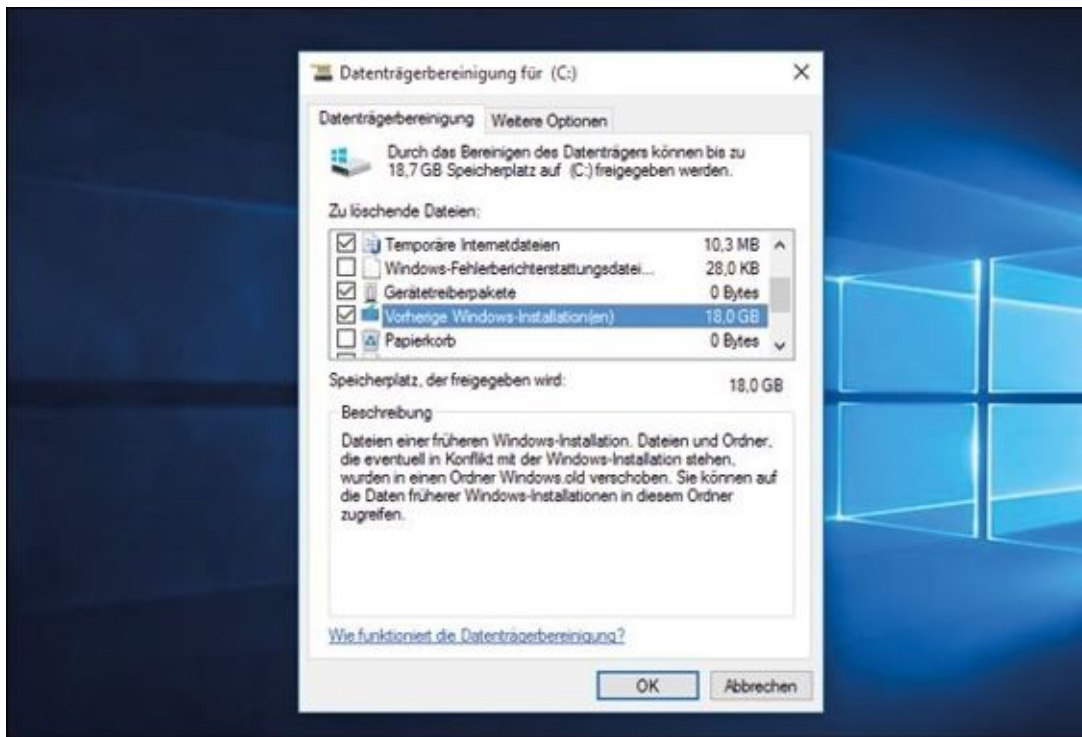 Datenträgerbereinigung für (C:)
Datenträgerbereinigung
Weitere Optionen
Durch das Bereinigen des Datenträgers können bis zu
18,7 GB Speicherplatz auf (C:) freigegeben werden.
Zu löschende Dateien:
Temporäre Internetdateien 10,3 MB
Windows-Fehlerberichterstattungsdatei... 28,0 KB
Gerätetreiberpakete 0 Bytes
Vorherige Windows-Installation(en) 18,0 GB
Papierkorb 0 Bytes
Speicherplatz, der freigegeben wird: 18,0 GB
Beschreibung
Dateien einer früheren Windows-Installation. Dateien und Ordner,
die eventuell in Konflikt mit der Windows-Installation stehen,
wurden in einen Ordner Windows.old verschoben. Sie können auf
die Daten früherer Windows-Installationen in diesem Ordner
zugreifen.
Wie funktioniert die Datenträgerbereinigung?
OK
Abbrechen